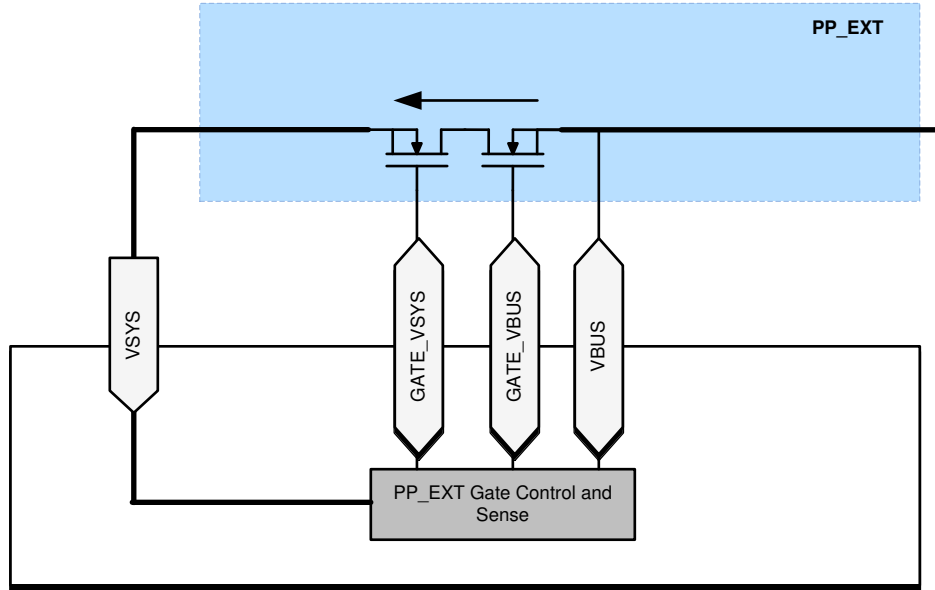 PP_EXT
VSYS
GATE_VSYS
GATE_VBUS
VBUS
PP_EXT Gate Control and
Sense